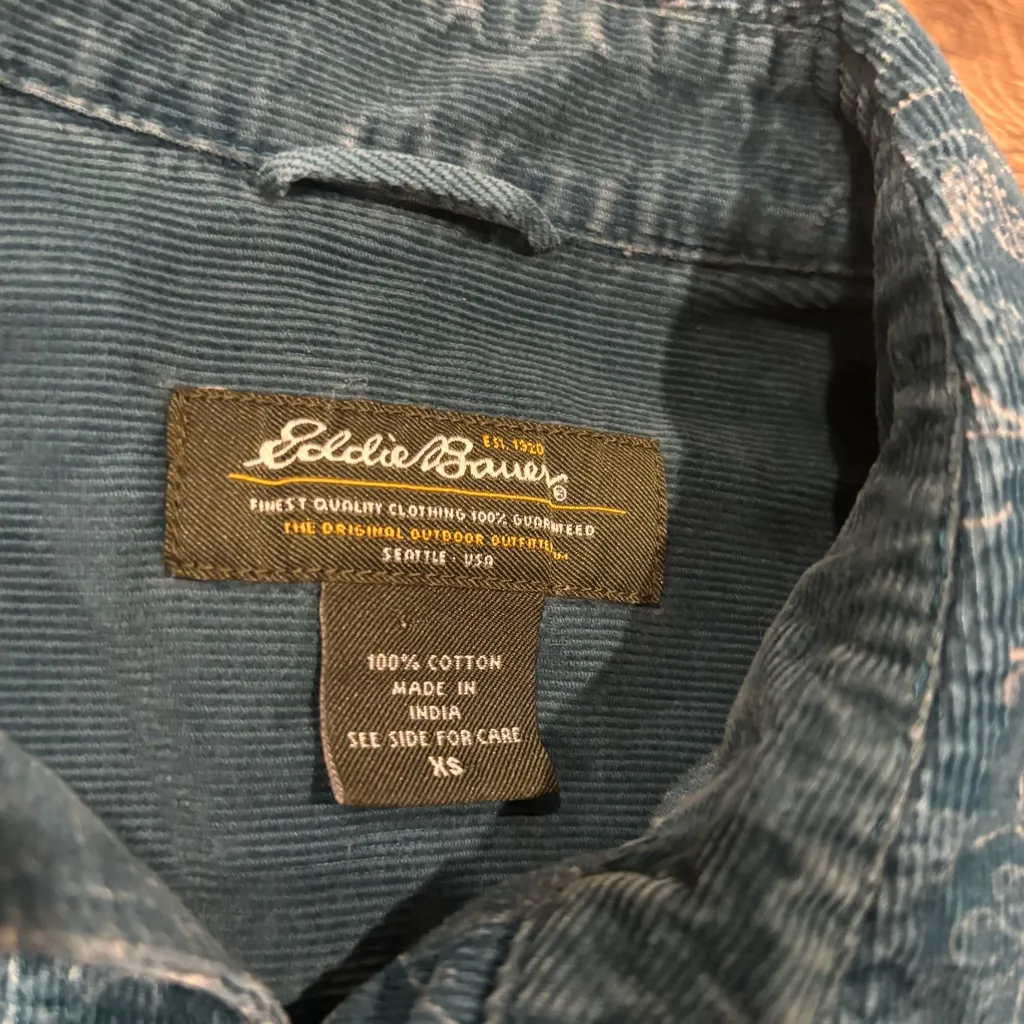 Eddie Bauer®
EST. 1920
FINEST QUALITY CLOTHING 100% GUARANTEED
THE ORIGINAL OUTDOOR OUTFITTER
SEATTLE · USA
100% COTTON
MADE IN
INDIA
SEE SIDE FOR CARE
XS